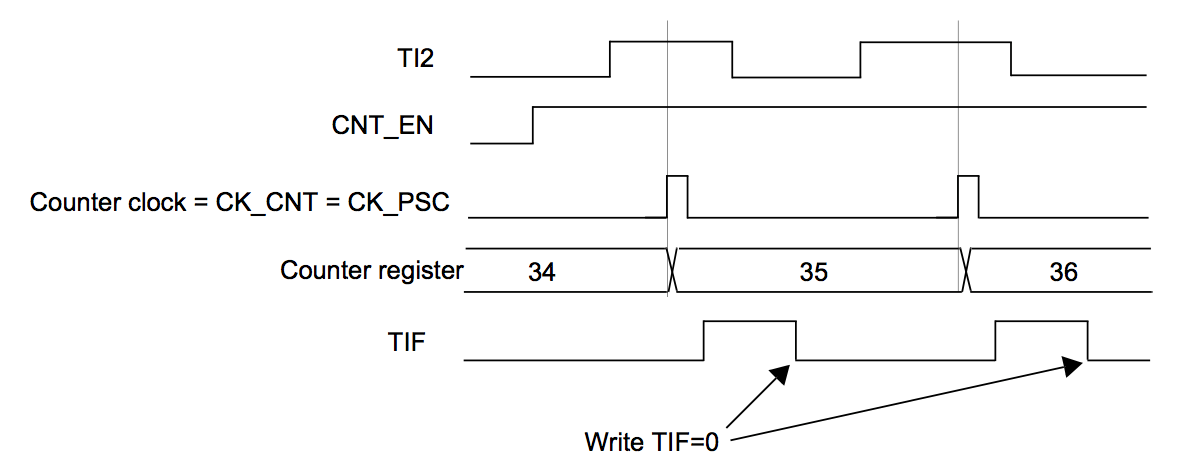 TI2
CNT_EN
Counter clock = CK_CNT = CK_PSC
Counter register 34 35 36
TIF
Write TIF=0